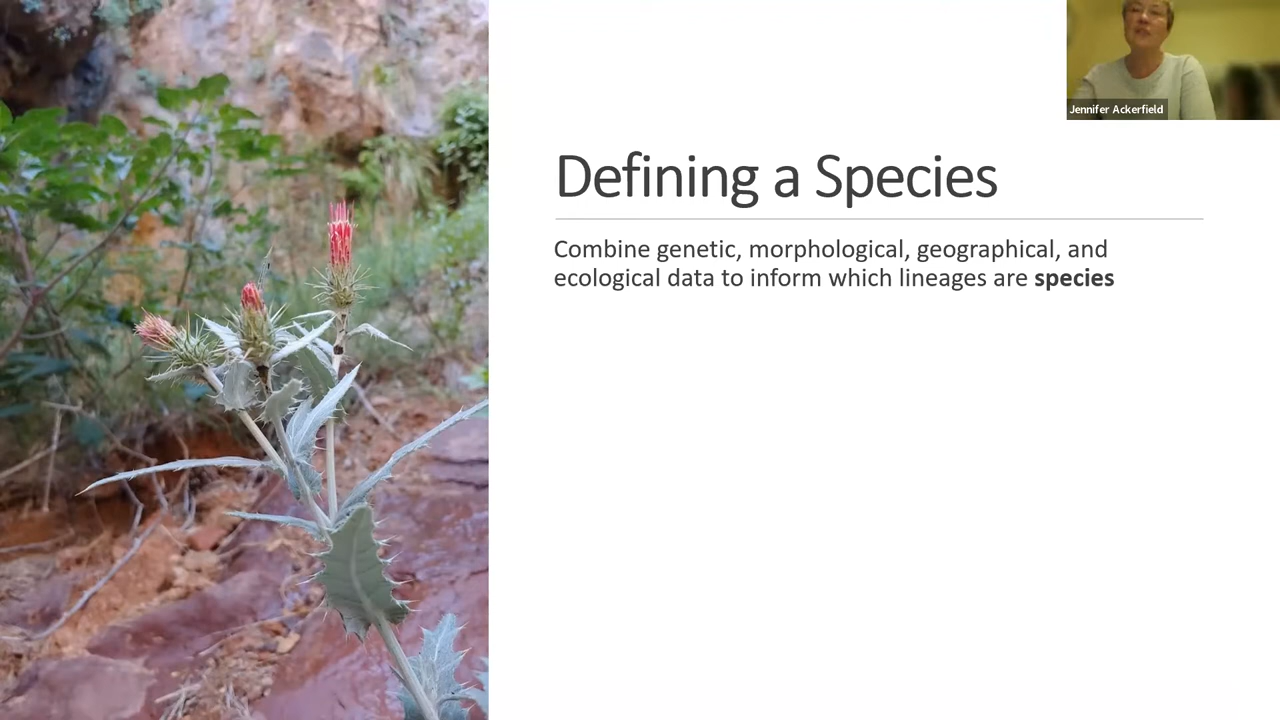 Jennifer Ackerfield
Defining a Species
Combine genetic, morphological, geographical, and
ecological data to inform which lineages are species